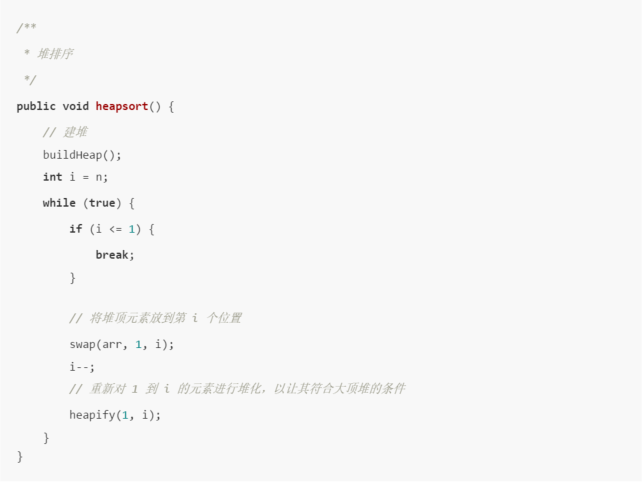 /**
 * 堆排序
 */
public void heapsort() {
    // 建堆
    buildHeap();
    int i = n;
    while (true) {
        if (i <= 1) {
            break;
        }
        // 将堆顶元素放到第 i 个位置
        swap(arr, 1, i);
        i--;
        // 重新对 1 到 i 的元素进行堆化，以让其符合大顶堆的条件
        heapify(1, i);
    }
}